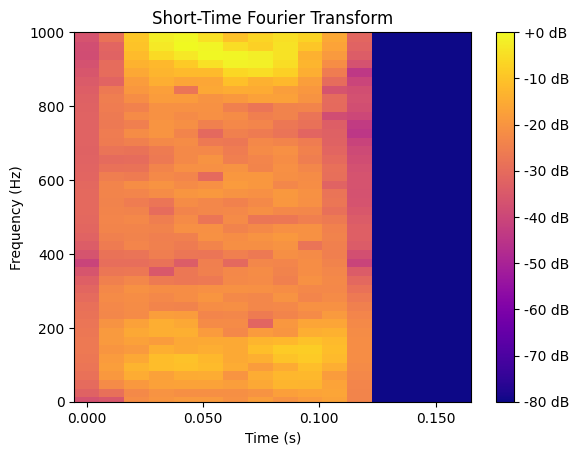 Short-Time Fourier Transform
Frequency (Hz)
1000
800
600
400
200
0
0.000
0.050
0.100
0.150
Time (s)
+0 dB
-10 dB
-20 dB
-30 dB
-40 dB
-50 dB
-60 dB
-70 dB
-80 dB